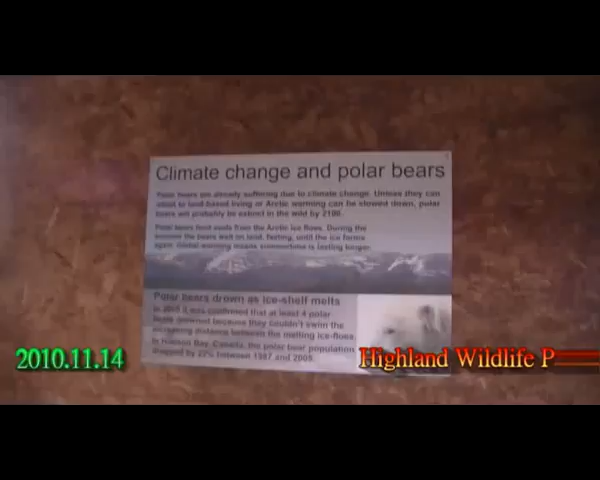 Climate change and polar bears
Polar bears are already suffering due to climate change. Unless they can
adapt to land-based living or Arctic warming can be slowed down, polar
bears will probably be extinct in the wild by 2100.
Polar bears hunt seals from the Arctic ice flows. During the
summer the bears wait on land, fasting, until the ice forms
again. Global warming means summertime is lasting longer.
Polar bears drown as ice-shelf melts
In 2005 it was confirmed that at least 4 polar
bears drowned because they couldn't swim the
increasing distance between the melting ice-floes.
In Hudson Bay, Canada, the polar bear population
dropped by 22% between 1987 and
2010.11.14
Highland Wildlife P